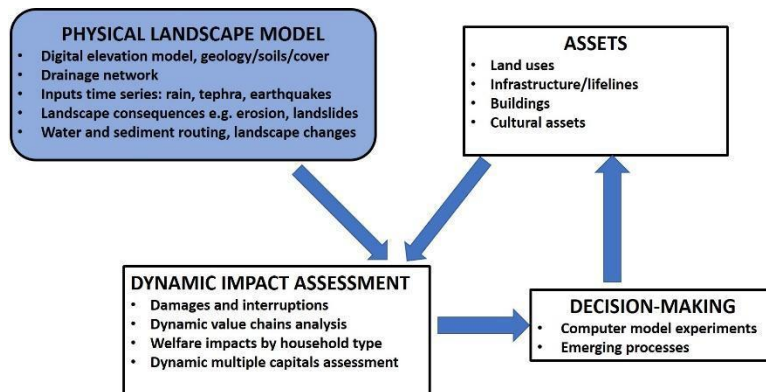 PHYSICAL LANDSCAPE MODEL
• Digital elevation model, geology/soils/cover
• Drainage network
• Inputs time series: rain, tephra, earthquakes
• Landscape consequences e.g. erosion, landslides
• Water and sediment routing, landscape changes
ASSETS
• Land uses
• Infrastructure/lifelines
• Buildings
• Cultural assets
DYNAMIC IMPACT ASSESSMENT
• Damages and interruptions
• Dynamic value chains analysis
• Welfare impacts by household type
• Dynamic multiple capitals assessment
DECISION-MAKING
• Computer model experiments
• Emerging processes